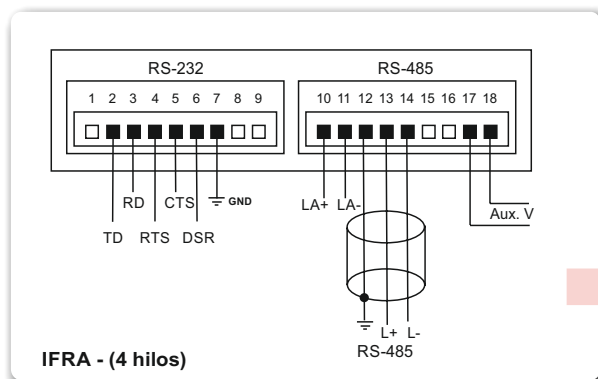 RS-232 RS-485
1 2 3 4 5 6 7 8 9 10 11 12 13 14 15 16 17 18
RD CTS GND LA+ LA- Aux. V
TD RTS DSR
L+ L-
RS-485
IFRA - (4 hilos)